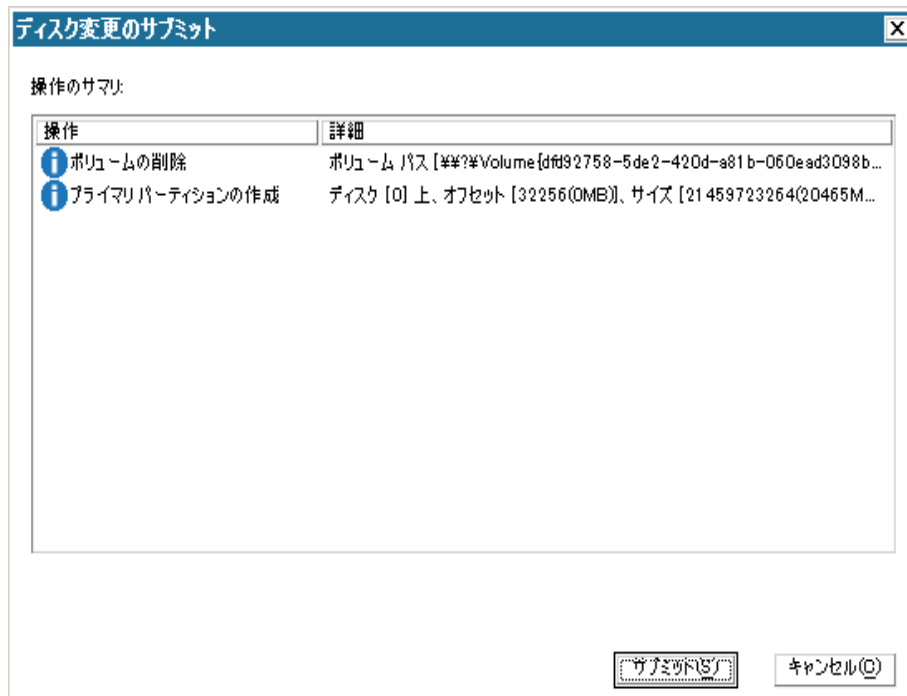 ディスク変更のサブミット
操作のサマリ:
操作 詳細
ボリュームの削除 ボリューム パス [¥¥?¥Volume{dfd92758-5de2-420d-a81b-060ead3098b...
プライマリ パーティションの作成 ディスク [0] 上、オフセット [32256(0MB)]、サイズ [21459723264(20465M...
サブミット(S) キャンセル(C)